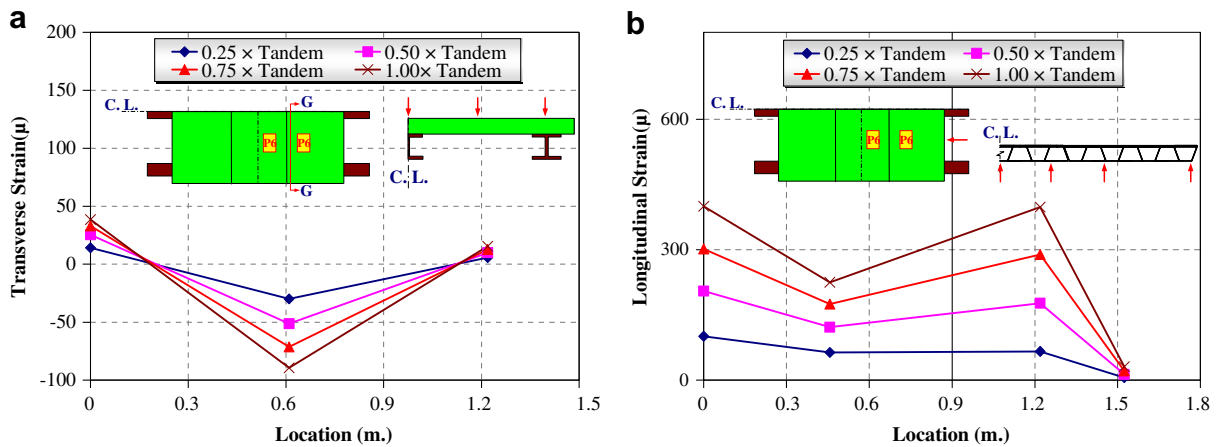 a
200
150
100
50
0
-50
-100
Transverse Strain(μ)
0.25 × Tandem
0.50 × Tandem
0.75 × Tandem
1.00× Tandem
C. L.
G
P6
P6
G
C. L.
0
0.3
0.6
0.9
1.2
1.5
Location (m.)
b
600
300
0
Longitudinal Strain(μ)
0.25 × Tandem
0.50 × Tandem
0.75 × Tandem
1.00 × Tandem
C. L.
P6
P6
C. L.
0
0.3
0.6
0.9
1.2
1.5
1.8
Location (m.)